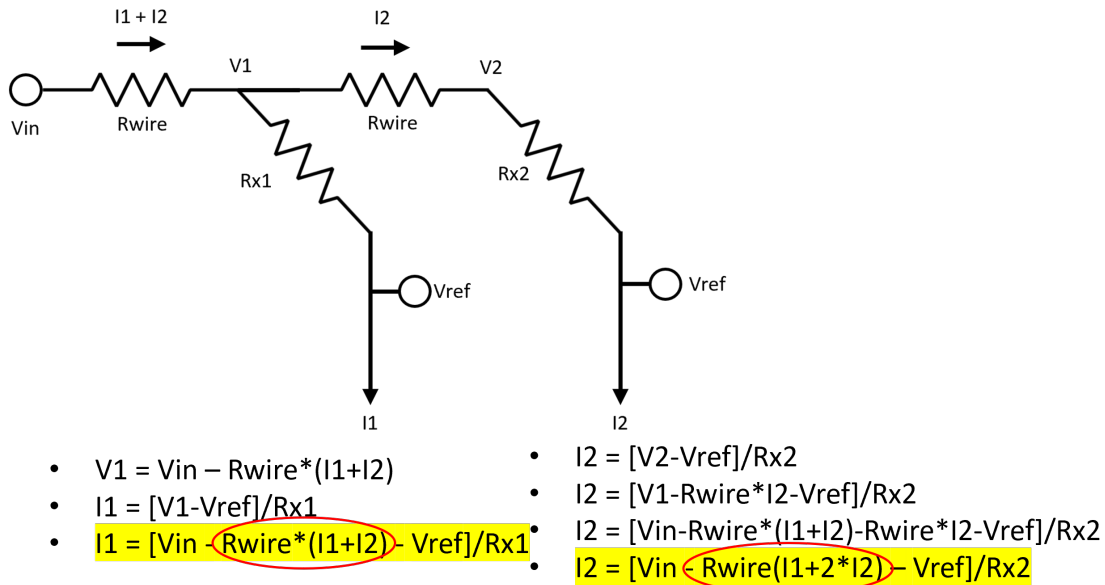 I1 + I2
I2
V1
V2
Vin
Rwire
Rwire
Rx1
Rx2
Vref
Vref
I1
I2
• V1 = Vin – Rwire*(I1+I2)
• I1 = [V1-Vref]/Rx1
• I1 = [Vin - Rwire*(I1+I2) - Vref]/Rx1
• I2 = [V2-Vref]/Rx2
• I2 = [V1-Rwire*I2-Vref]/Rx2
• I2 = [Vin-Rwire*(I1+I2)-Rwire*I2-Vref]/Rx2
• I2 = [Vin - Rwire(I1+2*I2) – Vref]/Rx2